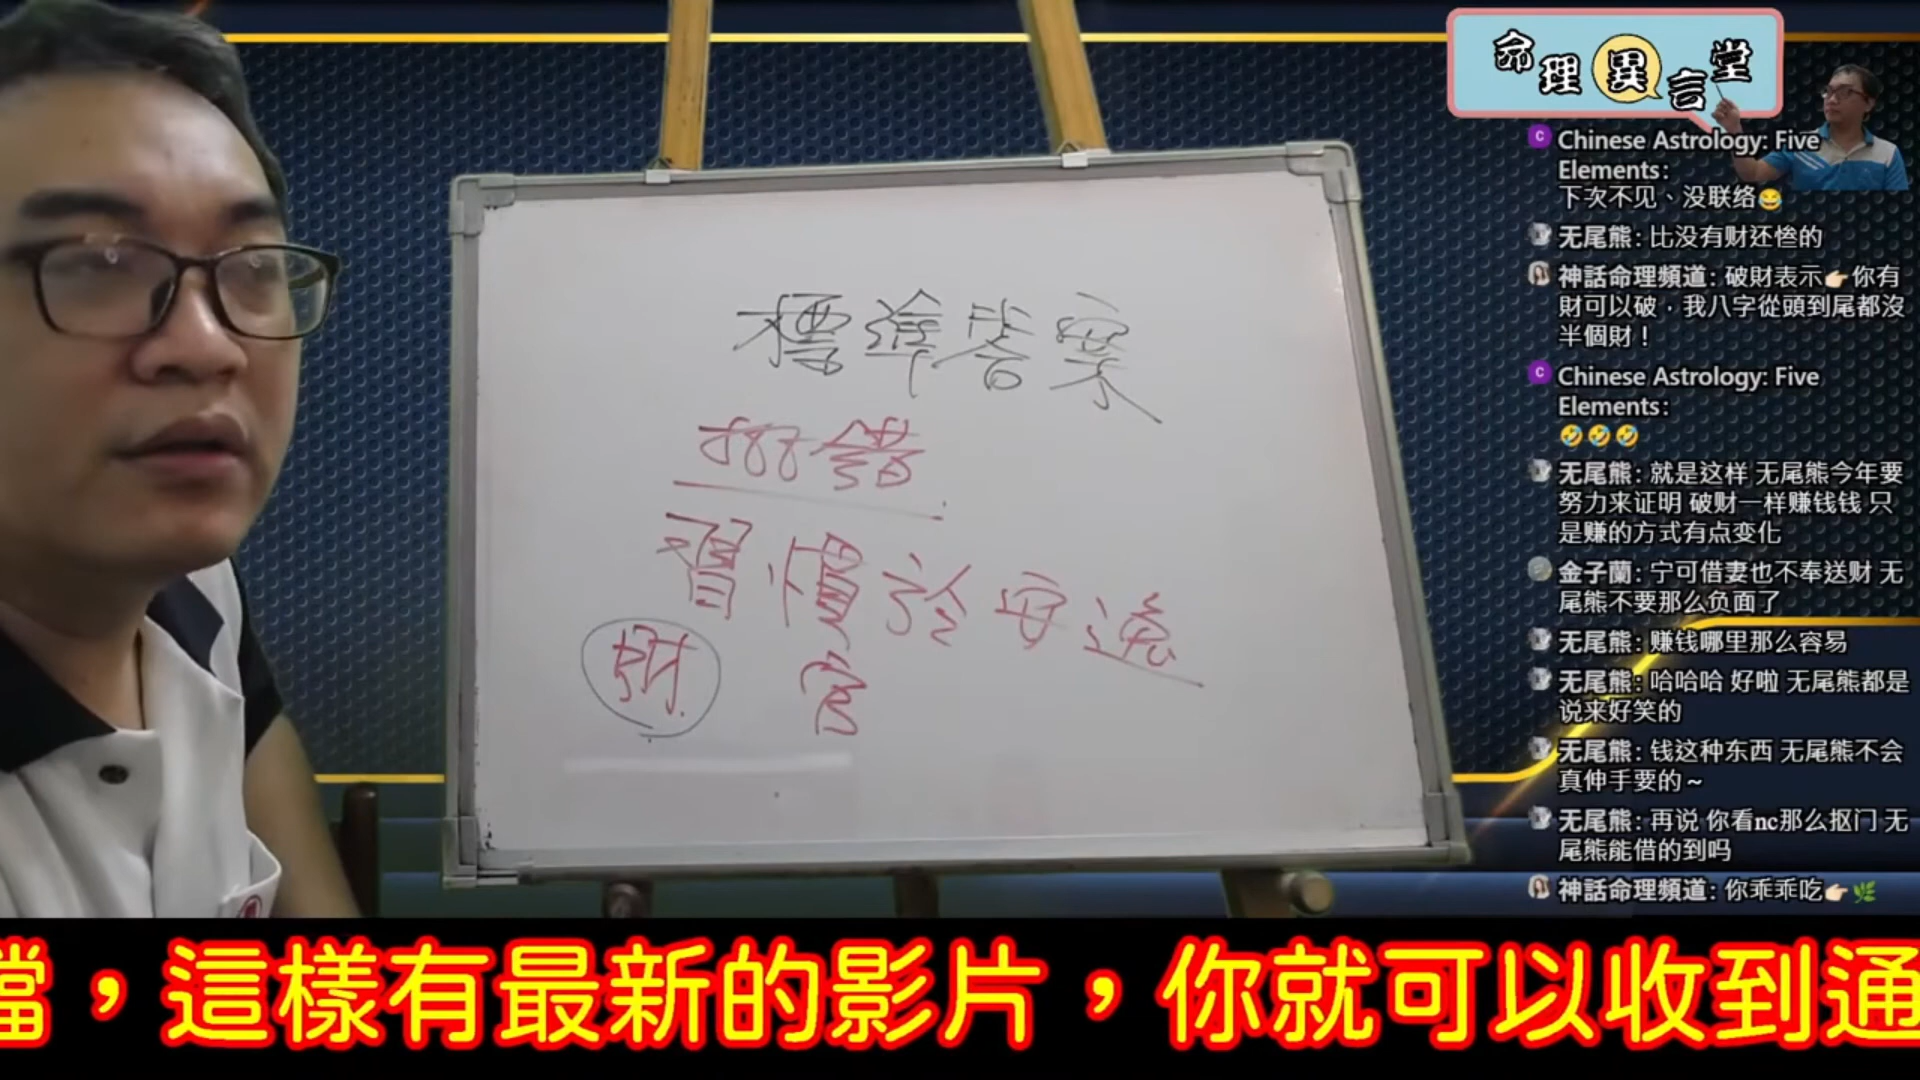 命理異言堂
標準答案
扨錯
習慣於安逸
財 官
Chinese Astrology: Five
Elements:
下次不见、没联络😂
无尾熊: 比没有财还惨的
神話命理頻道: 破財表示👉🏻你有
財可以破，我八字從頭到尾都沒
半個財！
Chinese Astrology: Five
Elements:
🤣🤣🤣
无尾熊: 就是这样 无尾熊今年要
努力来证明 破财一样赚钱钱 只
是赚的方式有点变化
金子蘭: 宁可借妻也不奉送财 无
尾熊不要那么负面了
无尾熊: 赚钱哪里那么容易
无尾熊: 哈哈哈 好啦 无尾熊都是
说来好笑的
无尾熊: 钱这种东西 无尾熊不会
真伸手要的～
无尾熊: 再说 你看nc那么抠门 无
尾熊能借的到吗
神話命理頻道: 你乖乖吃👉🏻🌿
檔，這樣有最新的影片，你就可以收到通